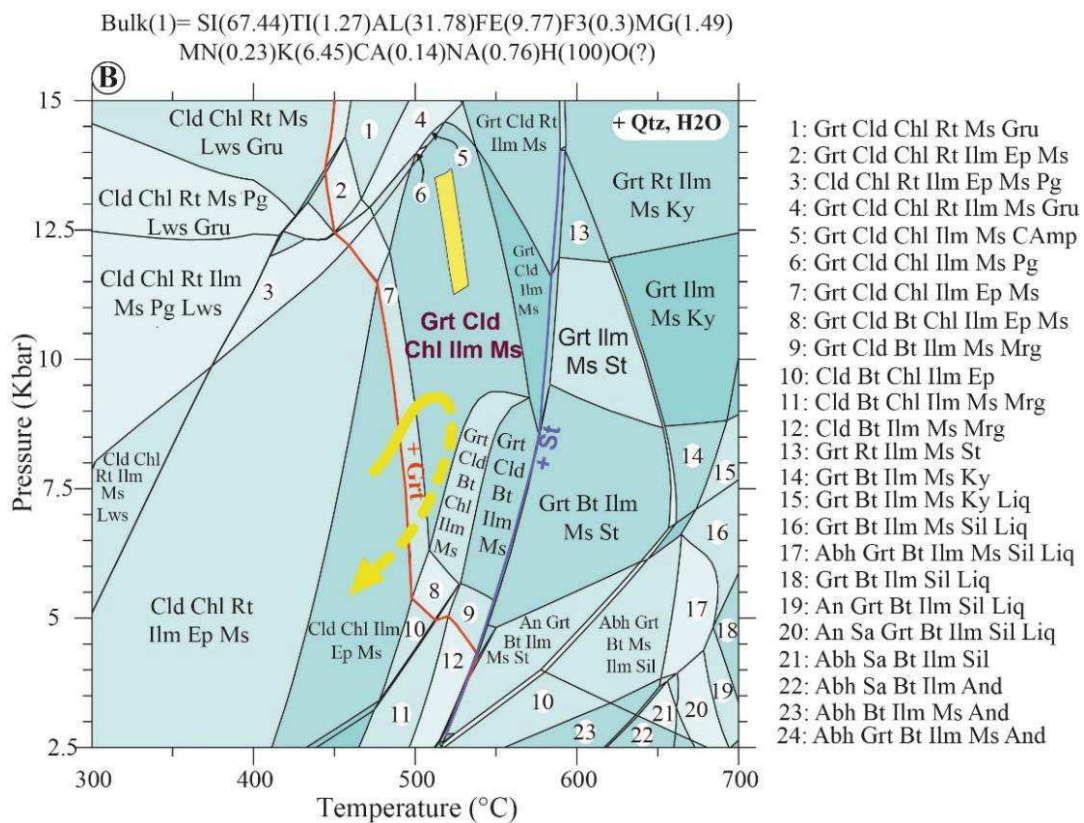 Bulk(1)= SI(67.44)TI(1.27)AL(31.78)FE(9.77)F3(0.3)MG(1.49)
MN(0.23)K(6.45)CA(0.14)NA(0.76)H(100)O(?)
B
15
12.5
10
7.5
5
2.5
Pressure (Kbar)
300
400
500
600
700
Temperature (°C)
+ Qtz, H2O
Cld Chl Rt Ms
Lws Gru
1
4
Grt Cld Rt
Ilm Ms
5
6
2
Cld Chl Rt Ms Pg
Lws Gru
Grt Rt Ilm
Ms Ky
13
Cld Chl Rt Ilm
Ms Pg Lws
3
7
Grt
Cld
Ilm
Ms
Grt Ilm
Ms Ky
Grt Cld
Chl Ilm Ms
Grt Ilm
Ms St
Cld Chl
Rt Ilm
Ms
Lws
+ Grt
Grt
Cld
Bt
Chl
Ilm
Ms
Grt
Cld
Bt
Ilm
Ms
+ St
14
15
Grt Bt Ilm
Ms St
16
Cld Chl Rt
Ilm Ep Ms
Cld Chl Ilm
Ep Ms
8
9
10
12
11
An Grt
Bt Ilm
Ms St
Abh Grt
Bt Ms
Ilm Sil
17
18
10
19
20
21
22
23
1: Grt Cld Chl Rt Ms Gru
2: Grt Cld Chl Rt Ilm Ep Ms
3: Cld Chl Rt Ilm Ep Ms Pg
4: Grt Cld Chl Rt Ilm Ms Gru
5: Grt Cld Chl Ilm Ms CAmp
6: Grt Cld Chl Ilm Ms Pg
7: Grt Cld Chl Ilm Ep Ms
8: Grt Cld Bt Chl Ilm Ep Ms
9: Grt Cld Bt Ilm Ms Mrg
10: Cld Bt Chl Ilm Ep
11: Cld Bt Chl Ilm Ms Mrg
12: Cld Bt Ilm Ms Mrg
13: Grt Rt Ilm Ms St
14: Grt Bt Ilm Ms Ky
15: Grt Bt Ilm Ms Ky Liq
16: Grt Bt Ilm Ms Sil Liq
17: Abh Grt Bt Ilm Ms Sil Liq
18: Grt Bt Ilm Sil Liq
19: An Grt Bt Ilm Sil Liq
20: An Sa Grt Bt Ilm Sil Liq
21: Abh Sa Bt Ilm Sil
22: Abh Sa Bt Ilm And
23: Abh Bt Ilm Ms And
24: Abh Grt Bt Ilm Ms And